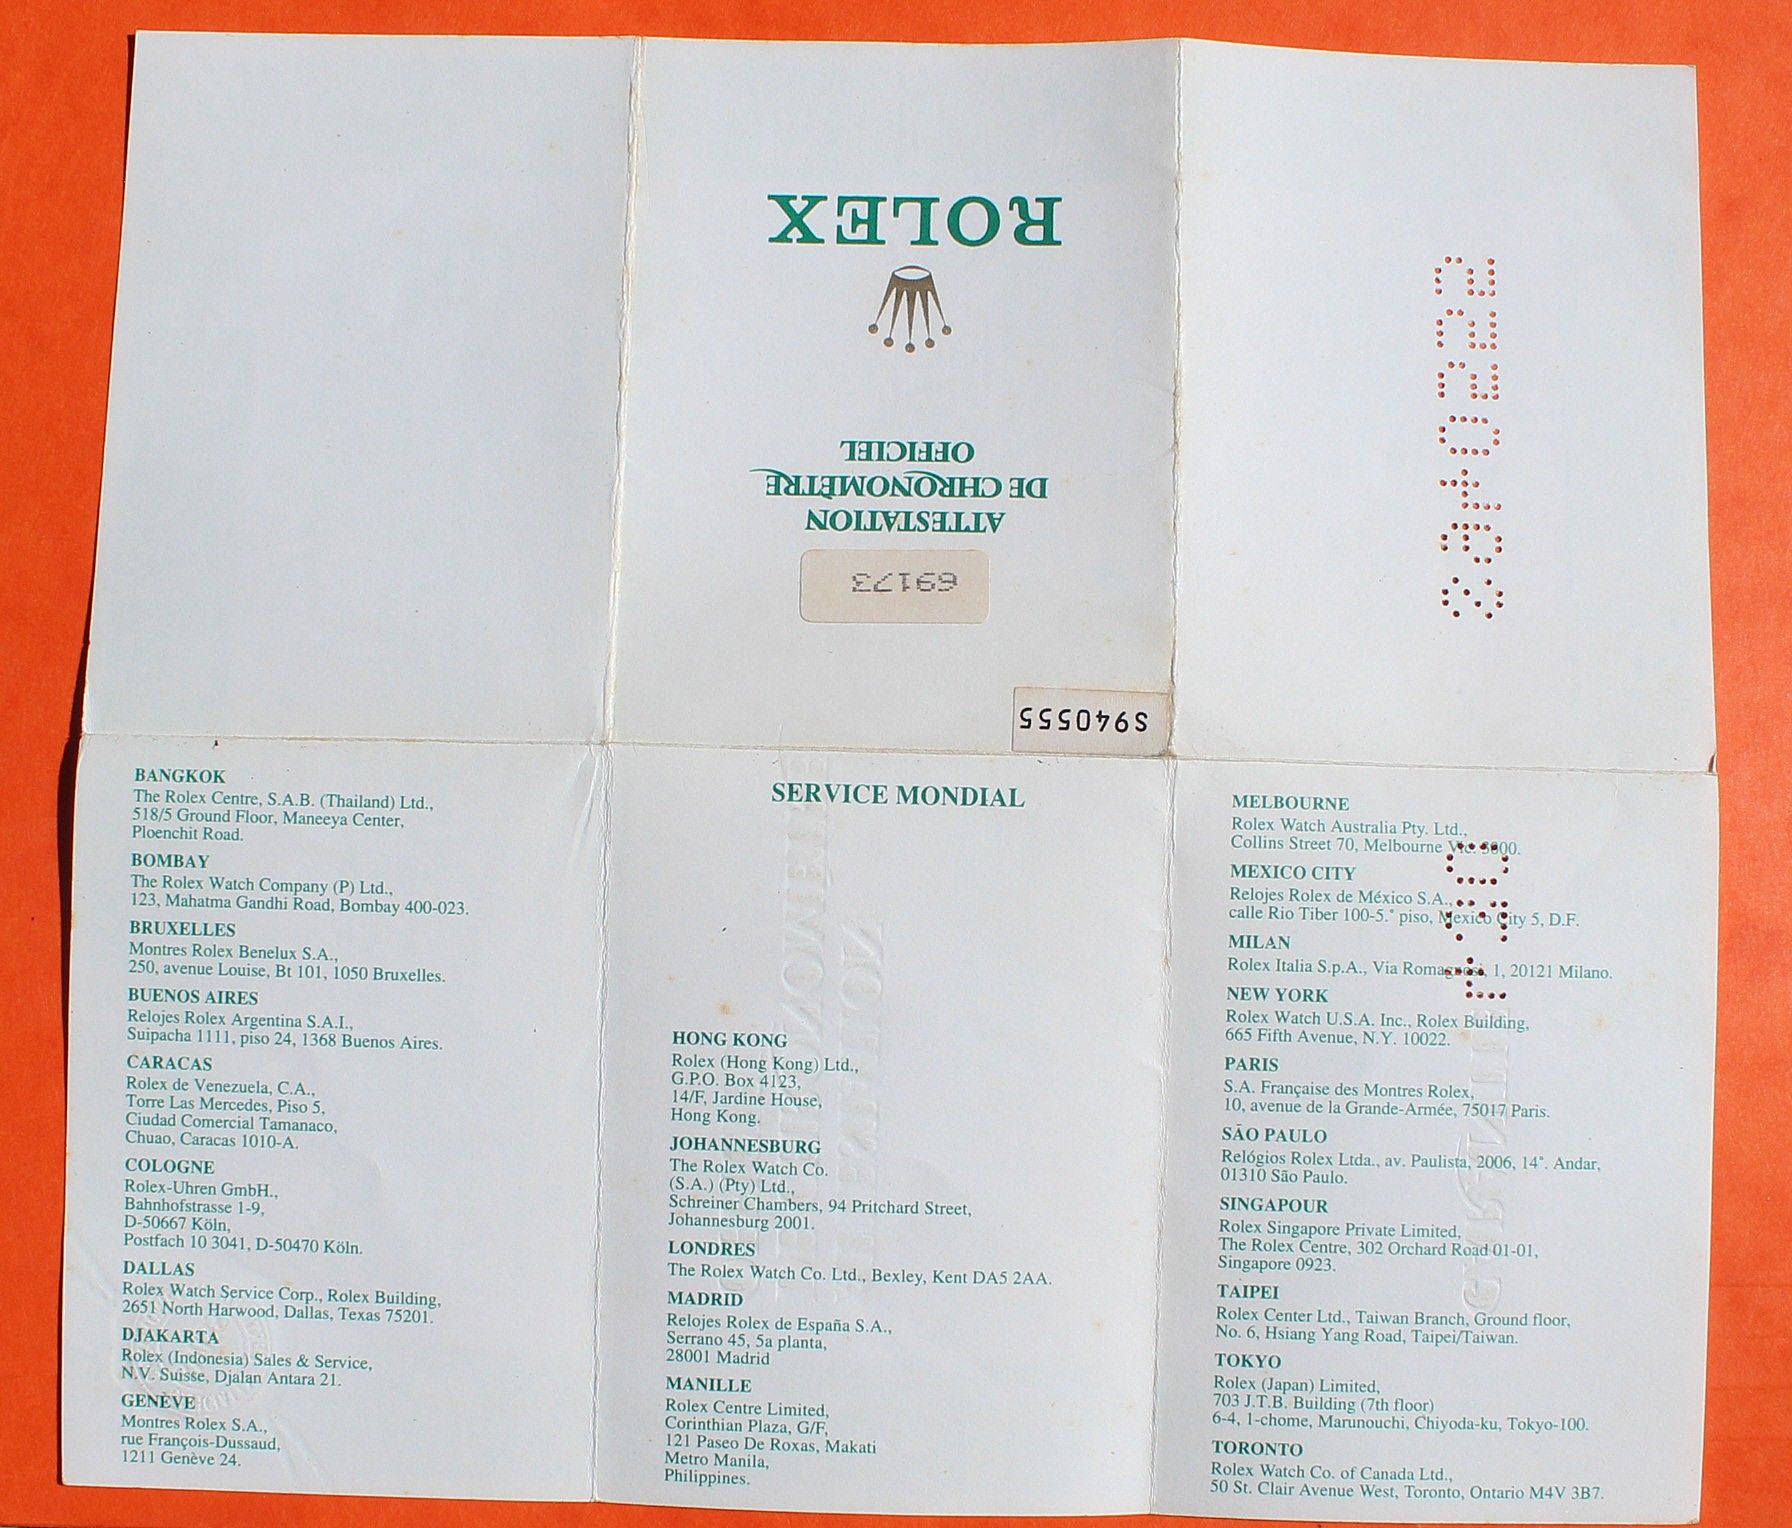 S940555
69173
ATTESTATION
DE CHRONOMÈTRE
OFFICIEL
ROLEX
BANGKOK
The Rolex Centre, S.A.B. (Thailand) Ltd.,
518/5 Ground Floor, Maneeya Center,
Ploenchit Road.
BOMBAY
The Rolex Watch Company (P) Ltd.,
123, Mahatma Gandhi Road, Bombay 400-023.
BRUXELLES
Montres Rolex Benelux S.A.,
250, avenue Louise, Bt 101, 1050 Bruxelles.
BUENOS AIRES
Relojes Rolex Argentina S.A.I.,
Suipacha 1111, piso 24, 1368 Buenos Aires.
CARACAS
Rolex de Venezuela, C.A.,
Torre Las Mercedes, Piso 5,
Ciudad Comercial Tamanaco,
Chuao, Caracas 1010-A.
COLOGNE
Rolex-Uhren GmbH.,
Bahnhofstrasse 1-9,
D-50667 Köln,
Postfach 10 3041, D-50470 Köln.
DALLAS
Rolex Watch Service Corp., Rolex Building,
2651 North Harwood, Dallas, Texas 75201.
DJAKARTA
Rolex (Indonesia) Sales & Service,
N.V. Suisse, Djalan Antara 21.
GENÈVE
Montres Rolex S.A.,
rue François-Dussaud,
1211 Genève 24.
SERVICE MONDIAL
HONG KONG
Rolex (Hong Kong) Ltd.,
G.P.O. Box 4123,
14/F, Jardine House,
Hong Kong.
JOHANNESBURG
The Rolex Watch Co.
(S.A.) (Pty) Ltd.,
Schreiner Chambers, 94 Pritchard Street,
Johannesburg 2001.
LONDRES
The Rolex Watch Co. Ltd., Bexley, Kent DA5 2AA.
MADRID
Relojes Rolex de España S.A.,
Serrano 45, 5a planta,
28001 Madrid
MANILLE
Rolex Centre Limited,
Corinthian Plaza, G/F,
121 Paseo De Roxas, Makati
Metro Manila,
Philippines.
MELBOURNE
Rolex Watch Australia Pty. Ltd.,
Collins Street 70, Melbourne Vic. 3000.
MEXICO CITY
Relojes Rolex de México S.A.,
calle Rio Tiber 100-5.° piso, Mexico City 5, D.F.
MILAN
Rolex Italia S.p.A., Via Romagnosi, 1, 20121 Milano.
NEW YORK
Rolex Watch U.S.A. Inc., Rolex Building,
665 Fifth Avenue, N.Y. 10022.
PARIS
S.A. Française des Montres Rolex,
10, avenue de la Grande-Armée, 75017 Paris.
SÃO PAULO
Relógios Rolex Ltda., av. Paulista, 2006, 14°. Andar,
01310 São Paulo.
SINGAPOUR
Rolex Singapore Private Limited,
The Rolex Centre, 302 Orchard Road 01-01,
Singapore 0923.
TAIPEI
Rolex Center Ltd., Taiwan Branch, Ground floor,
No. 6, Hsiang Yang Road, Taipei/Taiwan.
TOKYO
Rolex (Japan) Limited,
703 J.T.B. Building (7th floor)
6-4, 1-chome, Marunouchi, Chiyoda-ku, Tokyo-100.
TORONTO
Rolex Watch Co. of Canada Ltd.,
50 St. Clair Avenue West, Toronto, Ontario M4V 3B7.